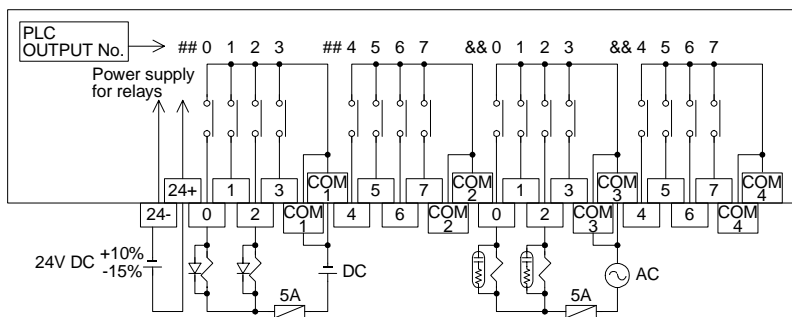 PLC
OUTPUT No.
## 0 1 2 3 ## 4 5 6 7 && 0 1 2 3 && 4 5 6 7
Power supply
for relays
24+ 1 3 COM 1 5 7 COM 2 1 3 COM 3 5 7 COM 4
24- 0 2 COM 1 4 6 COM 2 0 2 COM 3 4 6 COM 4
24V DC +10%
-15%
DC
AC
5A 5A